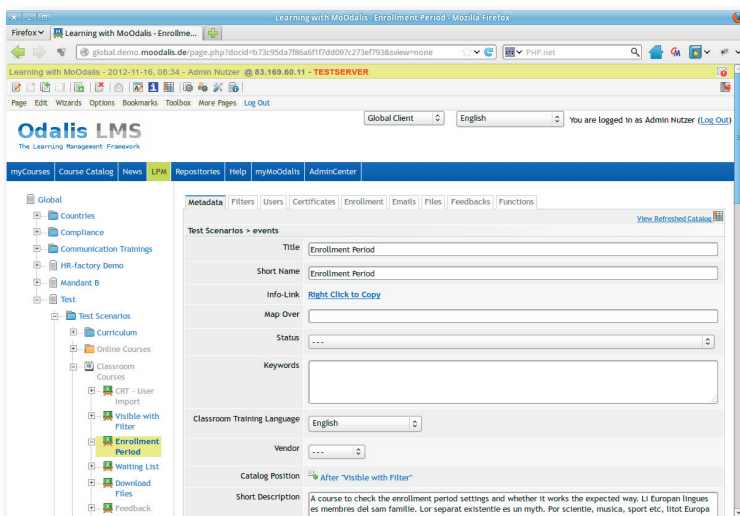 Learning with MoOdalis - Enrollment Period - Mozilla Firefox
Firefox
Learning with MoOdalis - Enrollme...
global.demo.moodalis.de/page.php?docid=b73c95da7f86a6f1f7dd097c273ef793&sview=none
PHP.net
Learning with MoOdalis - 2012-11-16, 08:34 - Admin Nutzer @ 83.169.60.11 - TESTSERVER
Page Edit Wizards Options Bookmarks Toolbox More Pages Log Out
Global Client English You are logged in as Admin Nutzer (Log Out)
Odalis LMS
The Learning Management Framework
myCourses Course Catalog News LPM Repositories Help myMoOdalis AdminCenter
Global
Countries
Compliance
Communication Trainings
HR-factory Demo
Mandant B
Test
Test Scenarios
Curriculum
Online Courses
Classroom
Courses
CRT - User
Import
Visible with
Filter
Enrollment
Period
Waiting List
Download
Files
Feedback
Metadata Filters Users Certificates Enrollment Emails Files Feedbacks Functions
View Refreshed Catalog
Test Scenarios > events
Title Enrollment Period
Short Name Enrollment Period
Info-Link Right Click to Copy
Map Over
Status ---
Keywords
Classroom Training Language English
Vendor ---
Catalog Position After "Visible with Filter"
Short Description A course to check the enrollment period settings and whether it works the expected way. Li Europan lingues
es membres del sam familie. Lor separat existentie es un myth. Por scientie, musica, sport etc, litot Europa